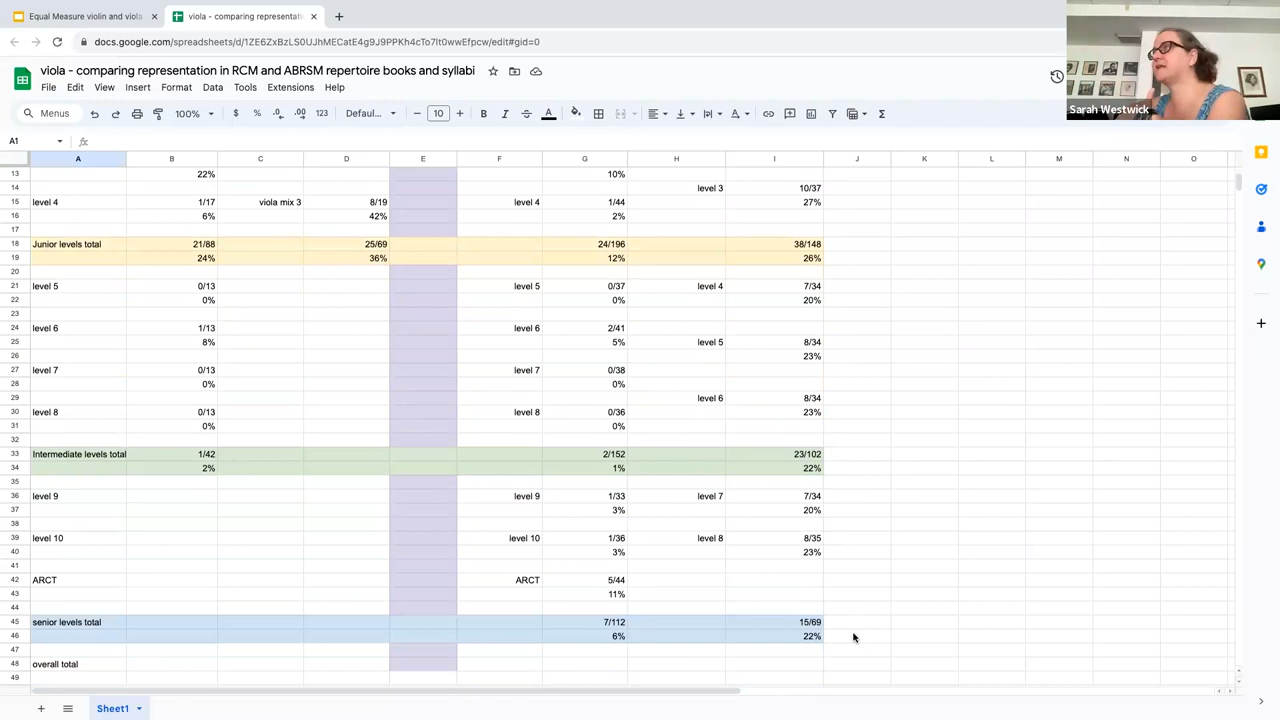 Equal Measure violin and viola
viola - comparing representati
docs.google.com/spreadsheets/d/1ZE6ZxBzLS0UJhMECatE4g9J9PPKh4cTo7lt0wwEfpcw/edit#gid=0
viola - comparing representation in RCM and ABRSM repertoire books and syllabi
File Edit View Insert Format Data Tools Extensions Help
Menus 100% $ % .0 .00 123 Defaul... 10 B I A
Sarah Westwick
A1 fx
A B C D E F G H I J K L M N O
13 22% 10%
14 level 3 10/37
15 level 4 1/17 viola mix 3 8/19 level 4 1/44 27%
16 6% 42% 2%
17
18 Junior levels total 21/88 25/69 24/196 38/148
19 24% 36% 12% 26%
20
21 level 5 0/13 level 5 0/37 level 4 7/34
22 0% 0% 20%
23
24 level 6 1/13 level 6 2/41
25 8% 5% level 5 8/34
26 23%
27 level 7 0/13 level 7 0/38
28 0% 0%
29 level 6 8/34
30 level 8 0/13 level 8 0/36 23%
31 0% 0%
32
33 Intermediate levels total 1/42 2/152 23/102
34 2% 1% 22%
35
36 level 9 level 9 1/33 level 7 7/34
37 3% 20%
38
39 level 10 level 10 1/36 level 8 8/35
40 3% 23%
41
42 ARCT ARCT 5/44
43 11%
44
45 senior levels total 7/112 15/69
46 6% 22%
47
48 overall total
49
Sheet1